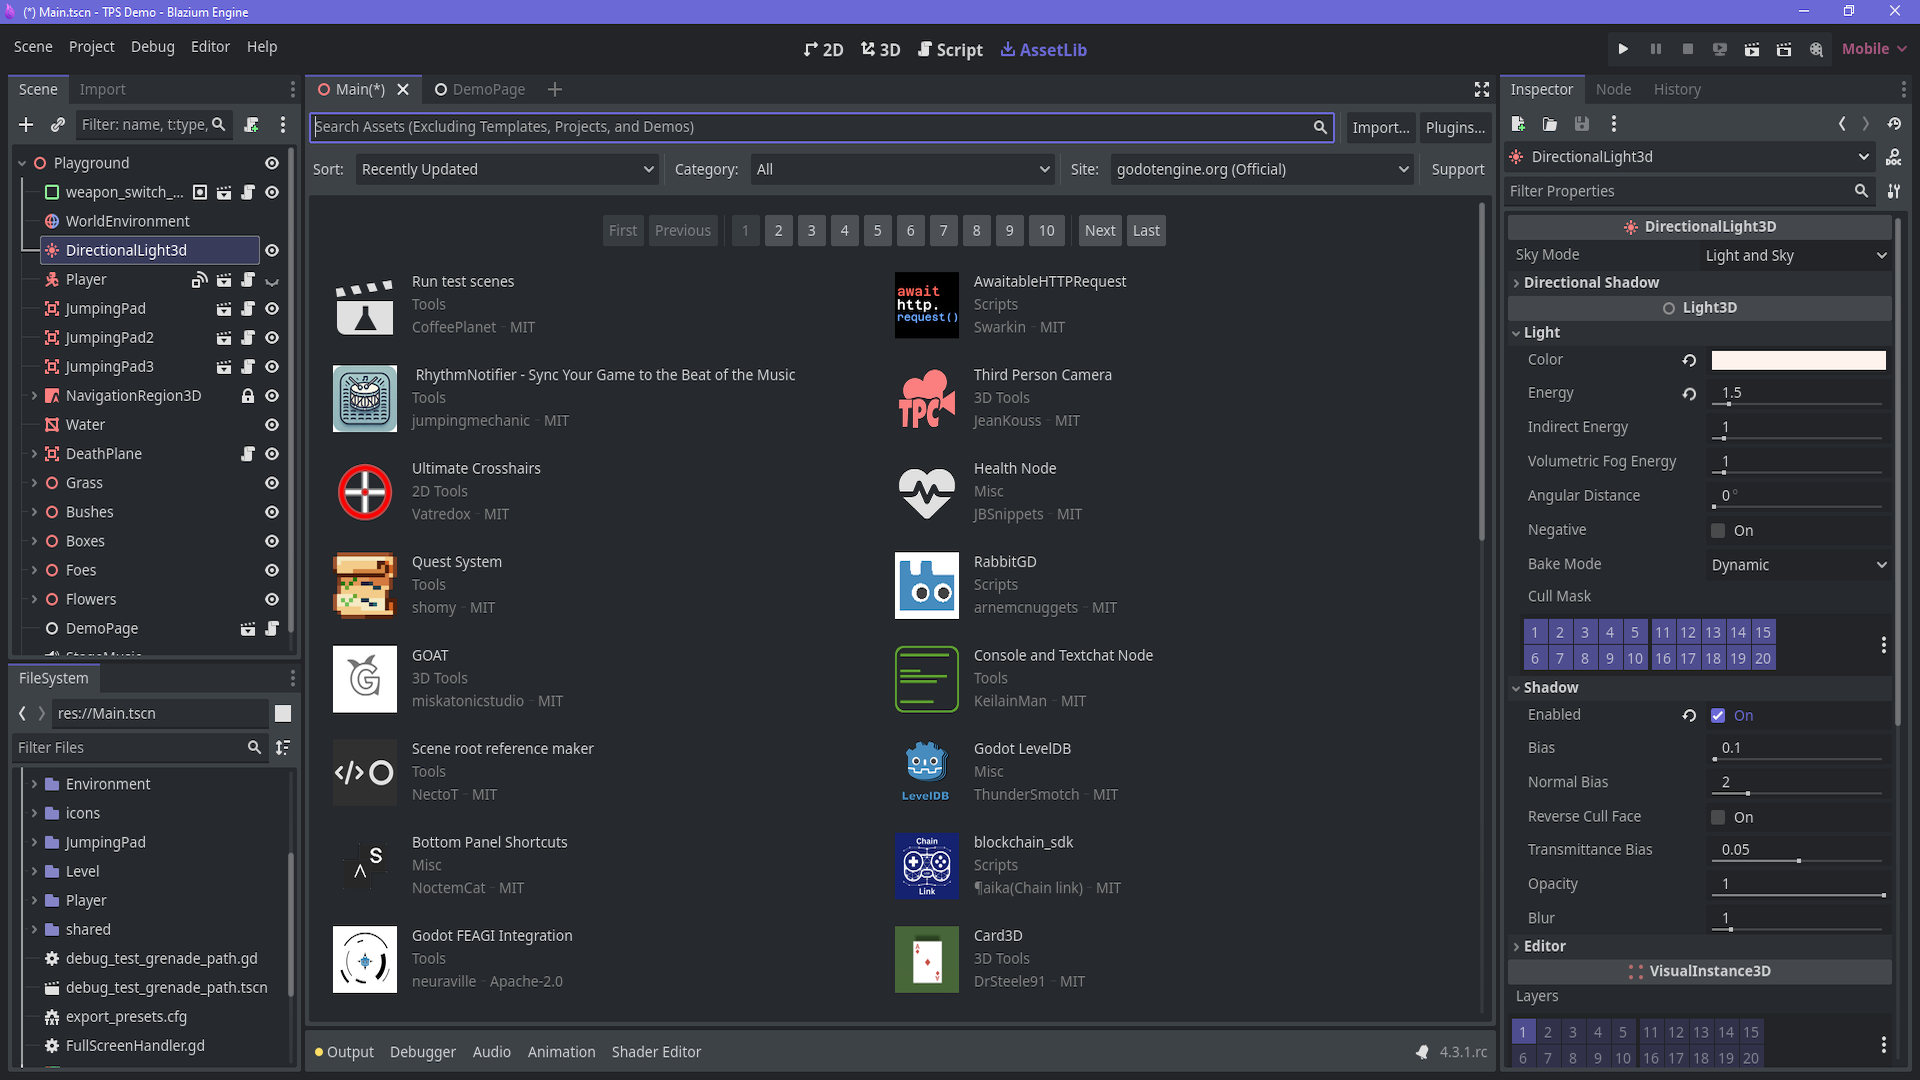 (*) Main.tscn - TPS Demo - Blazium Engine
Scene Project Debug Editor Help
2D 3D Script AssetLib
Mobile
Scene Import
Filter: name, t:type,
Playground
weapon_switch_...
WorldEnvironment
DirectionalLight3d
Player
JumpingPad
JumpingPad2
JumpingPad3
NavigationRegion3D
Water
DeathPlane
Grass
Bushes
Boxes
Foes
Flowers
DemoPage
FileSystem
res://Main.tscn
Filter Files
Environment
icons
JumpingPad
Level
Player
shared
debug_test_grenade_path.gd
debug_test_grenade_path.tscn
export_presets.cfg
FullScreenHandler.gd
Main(*) DemoPage
Search Assets (Excluding Templates, Projects, and Demos)
Import... Plugins...
Sort: Recently Updated Category: All Site: godotengine.org (Official) Support
First Previous 1 2 3 4 5 6 7 8 9 10 Next Last
Run test scenes
Tools
CoffeePlanet - MIT
await
http.
request()
AwaitableHTTPRequest
Scripts
Swarkin - MIT
RhythmNotifier - Sync Your Game to the Beat of the Music
Tools
jumpingmechanic - MIT
TPC
Third Person Camera
3D Tools
JeanKouss - MIT
Ultimate Crosshairs
2D Tools
Vatredox - MIT
Health Node
Misc
JBSnippets - MIT
Quest System
Tools
shomy - MIT
RabbitGD
Scripts
arnemcnuggets - MIT
G
GOAT
3D Tools
miskatonicstudio - MIT
Console and Textchat Node
Tools
KeilainMan - MIT
</>O
Scene root reference maker
Tools
NectoT - MIT
LevelDB
Godot LevelDB
Misc
ThunderSmotch - MIT
S
Bottom Panel Shortcuts
Misc
NoctemCat - MIT
Chain
Link
blockchain_sdk
Scripts
¶aika(Chain link) - MIT
Godot FEAGI Integration
Tools
neuraville - Apache-2.0
A
Card3D
3D Tools
DrSteele91 - MIT
Output Debugger Audio Animation Shader Editor
4.3.1.rc
Inspector Node History
DirectionalLight3d
DOC
Filter Properties
DirectionalLight3D
Sky Mode Light and Sky
Directional Shadow
Light3D
Light
Color
Energy 1.5
Indirect Energy 1
Volumetric Fog Energy 1
Angular Distance 0 °
Negative On
Bake Mode Dynamic
Cull Mask
1 2 3 4 5 11 12 13 14 15
6 7 8 9 10 16 17 18 19 20
Shadow
Enabled On
Bias 0.1
Normal Bias 2
Reverse Cull Face On
Transmittance Bias 0.05
Opacity 1
Blur 1
Editor
VisualInstance3D
Layers
1 2 3 4 5 11 12 13 14 15
6 7 8 9 10 16 17 18 19 20